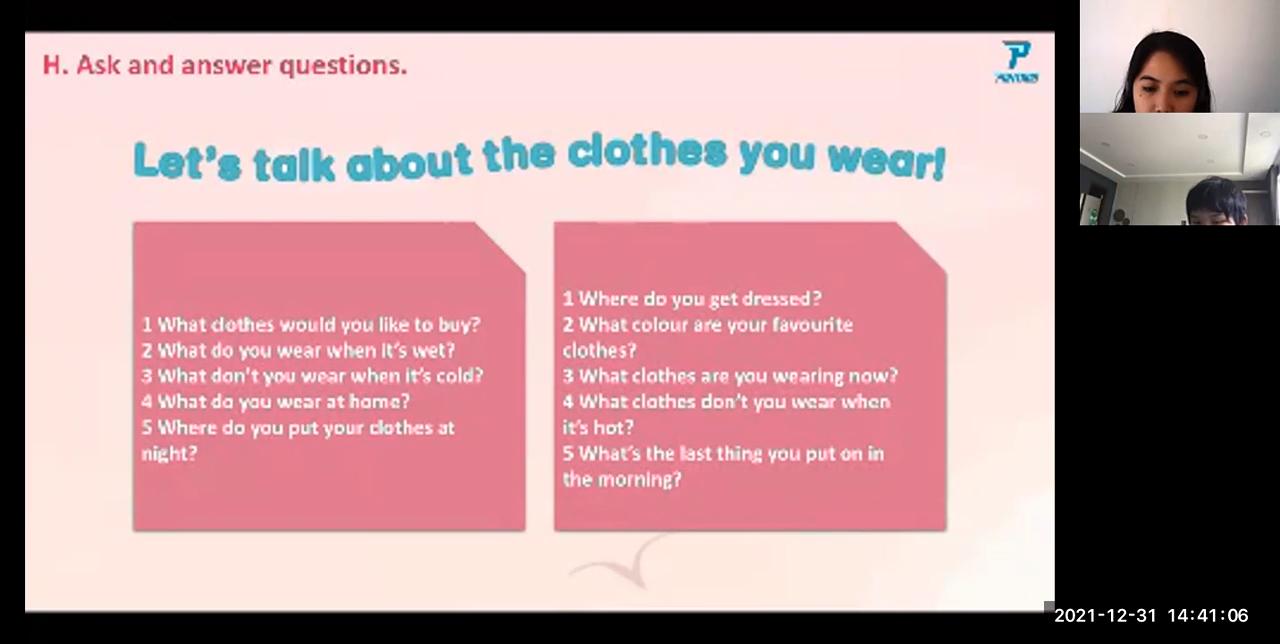 H. Ask and answer questions.
Let's talk about the clothes you wear!
1 What clothes would you like to buy?
2 What do you wear when it's wet?
3 What don't you wear when it's cold?
4 What do you wear at home?
5 Where do you put your clothes at
night?
1 Where do you get dressed?
2 What colour are your favourite
clothes?
3 What clothes are you wearing now?
4 What clothes don't you wear when
it's hot?
5 What's the last thing you put on in
the morning?
2021-12-31 14:41:06